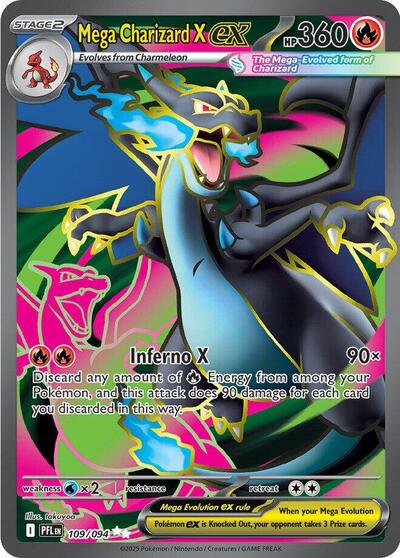 STAGE2 Mega Charizard X ex HP 360
Evolves from Charmeleon
The Mega-Evolved form of
Charizard
Inferno X 90×
Discard any amount of Energy from among your
Pokémon, and this attack does 90 damage for each card
you discarded in this way.
weakness ×2 resistance retreat
Illus. takuyoa
Mega Evolution ex rule
When your Mega Evolution
Pokémon ex is Knocked Out, your opponent takes 3 Prize cards.
I PFL EN 109/094
©2025 Pokémon / Nintendo / Creatures / GAME FREAK